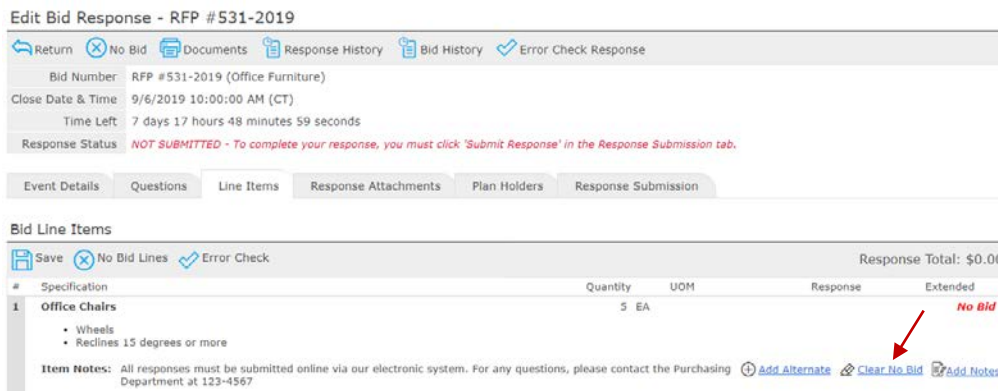 Edit Bid Response - RFP #531-2019
Return No Bid Documents Response History Bid History Error Check Response
Bid Number RFP #531-2019 (Office Furniture)
Close Date & Time 9/6/2019 10:00:00 AM (CT)
Time Left 7 days 17 hours 48 minutes 59 seconds
Response Status NOT SUBMITTED - To complete your response, you must click 'Submit Response' in the Response Submission tab.
Event Details Questions Line Items Response Attachments Plan Holders Response Submission
Bid Line Items
Save No Bid Lines Error Check Response Total: $0.00
# Specification Quantity UOM Response Extended
1 Office Chairs 5 EA No Bid
• Wheels
• Reclines 15 degrees or more
Item Notes: All responses must be submitted online via our electronic system. For any questions, please contact the Purchasing Add Alternate Clear No Bid Add Notes
Department at 123-4567